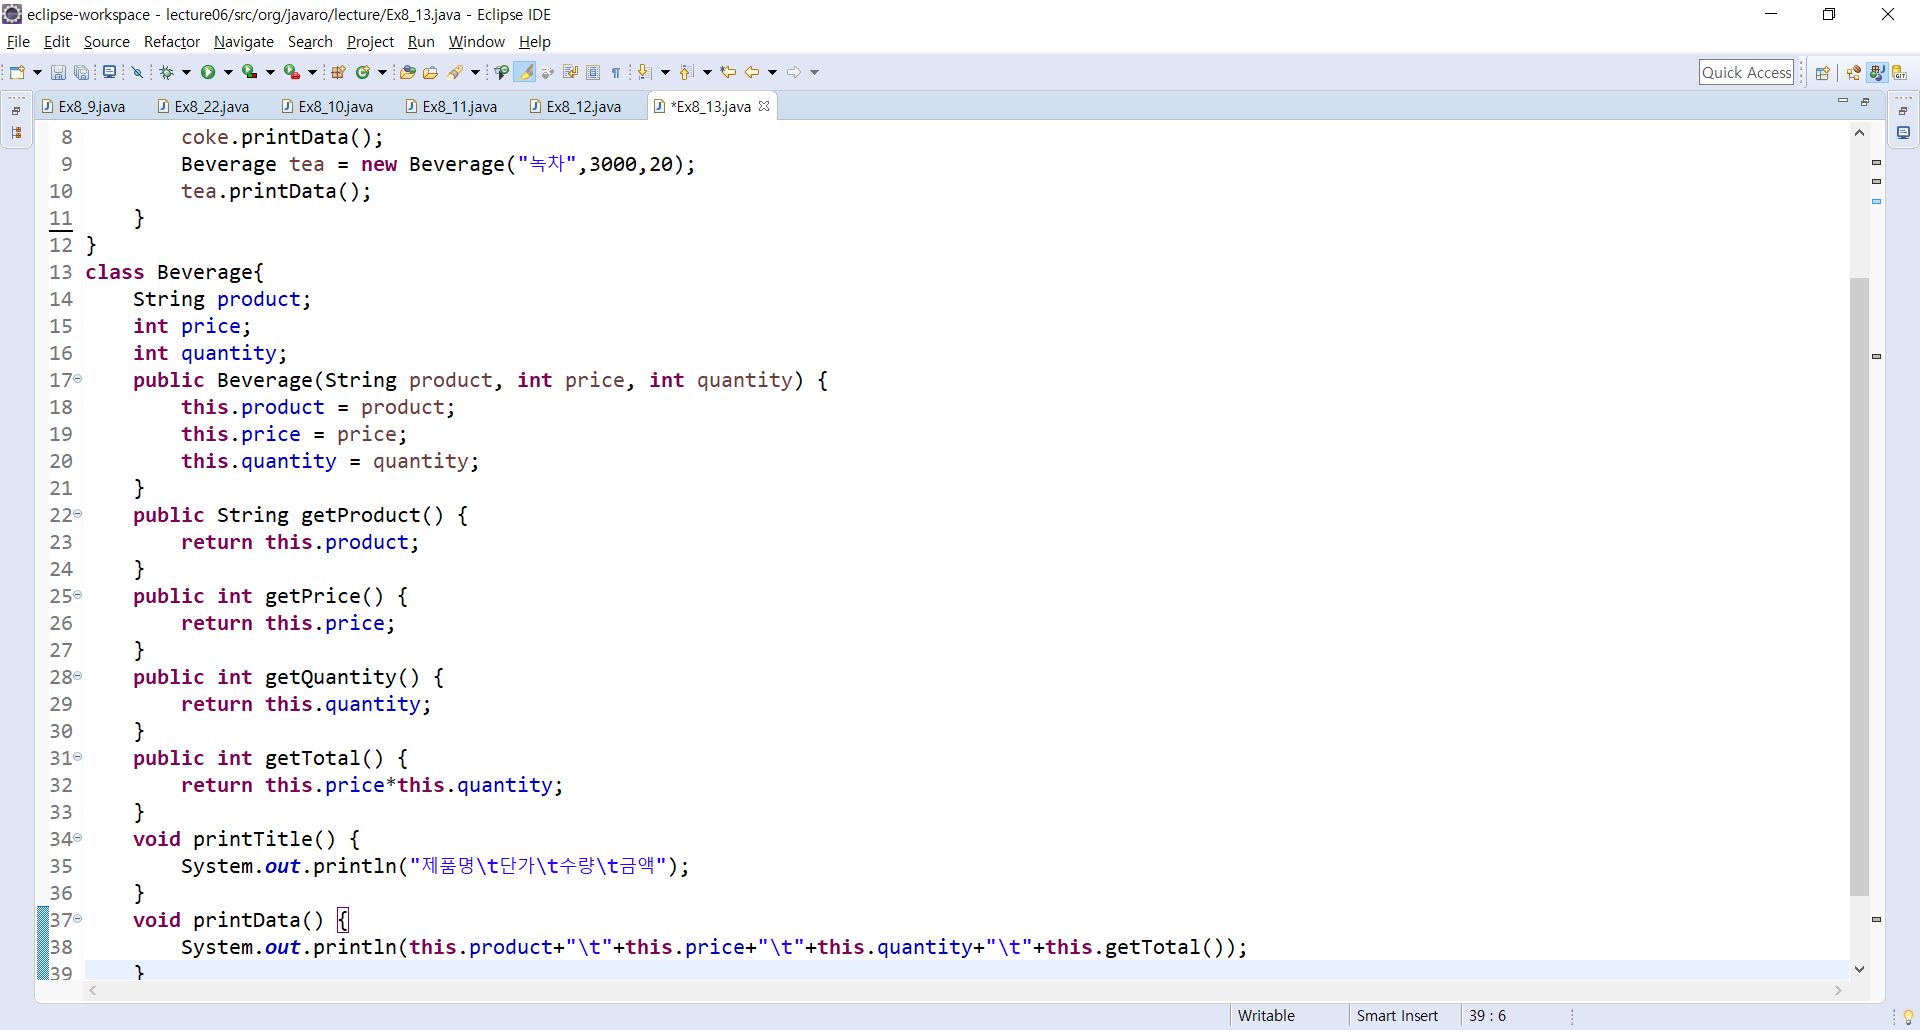 eclipse-workspace - lecture06/src/org/javaro/lecture/Ex8_13.java - Eclipse IDE
File Edit Source Refactor Navigate Search Project Run Window Help
Quick Access
Ex8_9.java Ex8_22.java Ex8_10.java Ex8_11.java Ex8_12.java *Ex8_13.java
8 coke.printData();
9 Beverage tea = new Beverage("녹차",3000,20);
10 tea.printData();
11 }
12 }
13 class Beverage{
14 String product;
15 int price;
16 int quantity;
17 public Beverage(String product, int price, int quantity) {
18 this.product = product;
19 this.price = price;
20 this.quantity = quantity;
21 }
22 public String getProduct() {
23 return this.product;
24 }
25 public int getPrice() {
26 return this.price;
27 }
28 public int getQuantity() {
29 return this.quantity;
30 }
31 public int getTotal() {
32 return this.price*this.quantity;
33 }
34 void printTitle() {
35 System.out.println("제품명\t단가\t수량\t금액");
36 }
37 void printData() {
38 System.out.println(this.product+"\t"+this.price+"\t"+this.quantity+"\t"+this.getTotal());
39 }
Writable Smart Insert 39 : 6